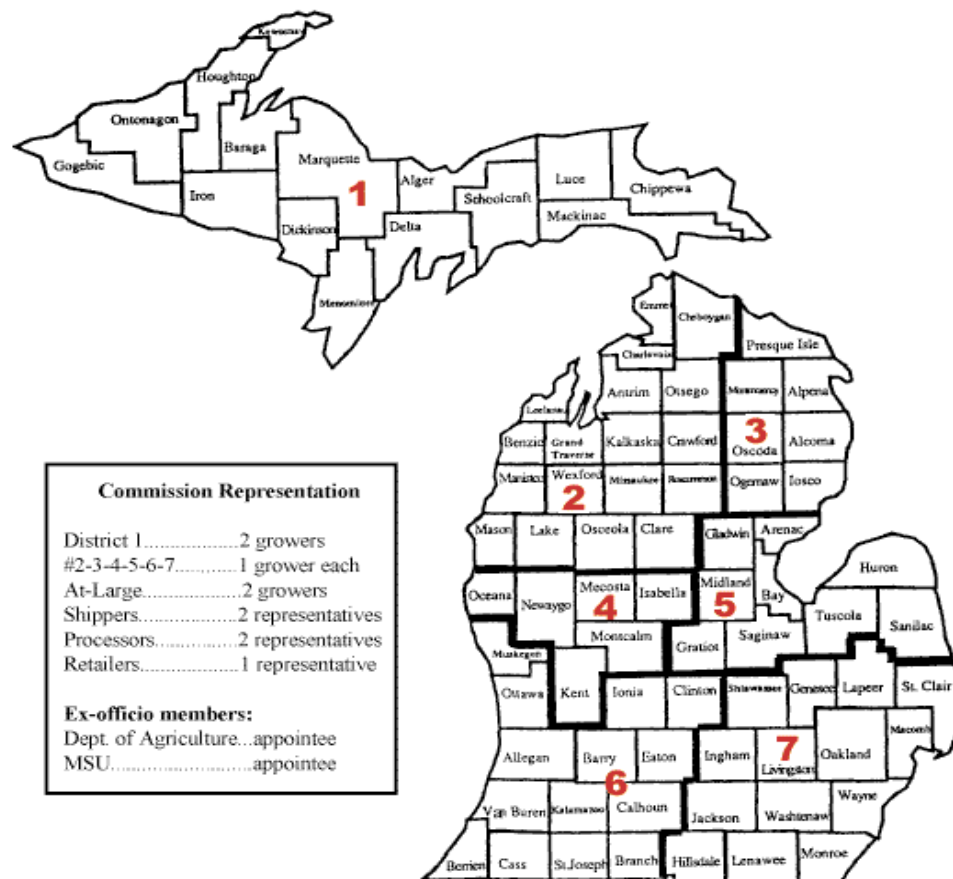 Keweenaw
Houghton
Ontonagon
Baraga
Gogebic
Marquette
Iron
1
Alger
Luce
Chippewa
Schoolcraft
Mackinac
Dickinson
Delta
Menominee
Emmet
Cheboygan
Presque Isle
Charlevoix
Antrim
Otsego
Montmorency
Alpena
Leelanau
3
Benzie
Grand
Traverse
Kalkaska
Crawford
Oscoda
Alcoma
Manistee
Wexford
Missaukee
Roscommon
Ogemaw
Iosco
2
Mason
Lake
Osceola
Clare
Gladwin
Arenac
Huron
Oceana
Newaygo
Mecosta
Isabella
Midland
Bay
4
5
Tuscola
Sanilac
Montcalm
Gratiot
Saginaw
Muskegon
Ottawa
Kent
Ionia
Clinton
Shiawassee
Genesee
Lapeer
St. Clair
Macomb
Allegan
Barry
Eaton
Ingham
7
Livingston
Oakland
6
Van Buren
Kalamazoo
Calhoun
Jackson
Washtenaw
Wayne
Berrien
Cass
St.Joseph
Branch
Hillsdale
Lenawee
Monroe
Commission Representation
District 1....................2 growers
#2-3-4-5-6-7...........1 grower each
At-Large..................2 growers
Shippers...................2 representatives
Processors................2 representatives
Retailers...................1 representative
Ex-officio members:
Dept. of Agriculture...appointee
MSU.........................appointee